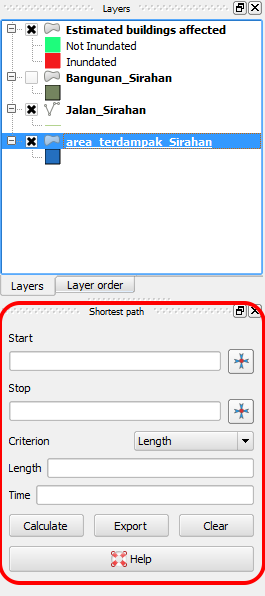 Layers
Estimated buildings affected
Not Inundated
Inundated
Bangunan_Sirahan
Jalan_Sirahan
area_terdampak_Sirahan
Layers
Layer order
Shortest path
Start
Stop
Criterion
Length
Length
Time
Calculate
Export
Clear
Help